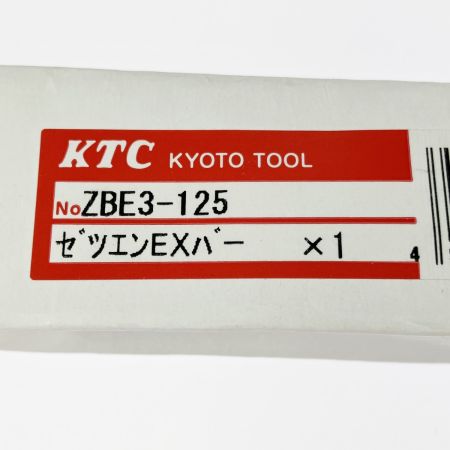 KTC KYOTO TOOL
No ZBE3-125
ｾﾞﾂエンEXﾊﾞー ×1
4